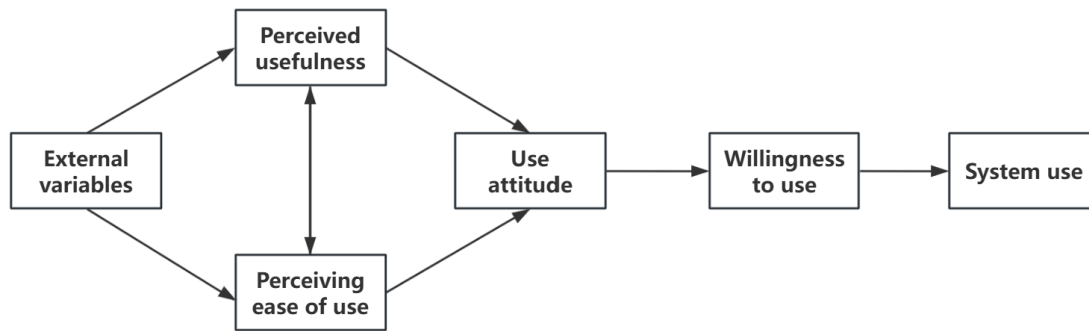 Perceived
usefulness
External
variables
Use
attitude
Willingness
to use
System use
Perceiving
ease of use